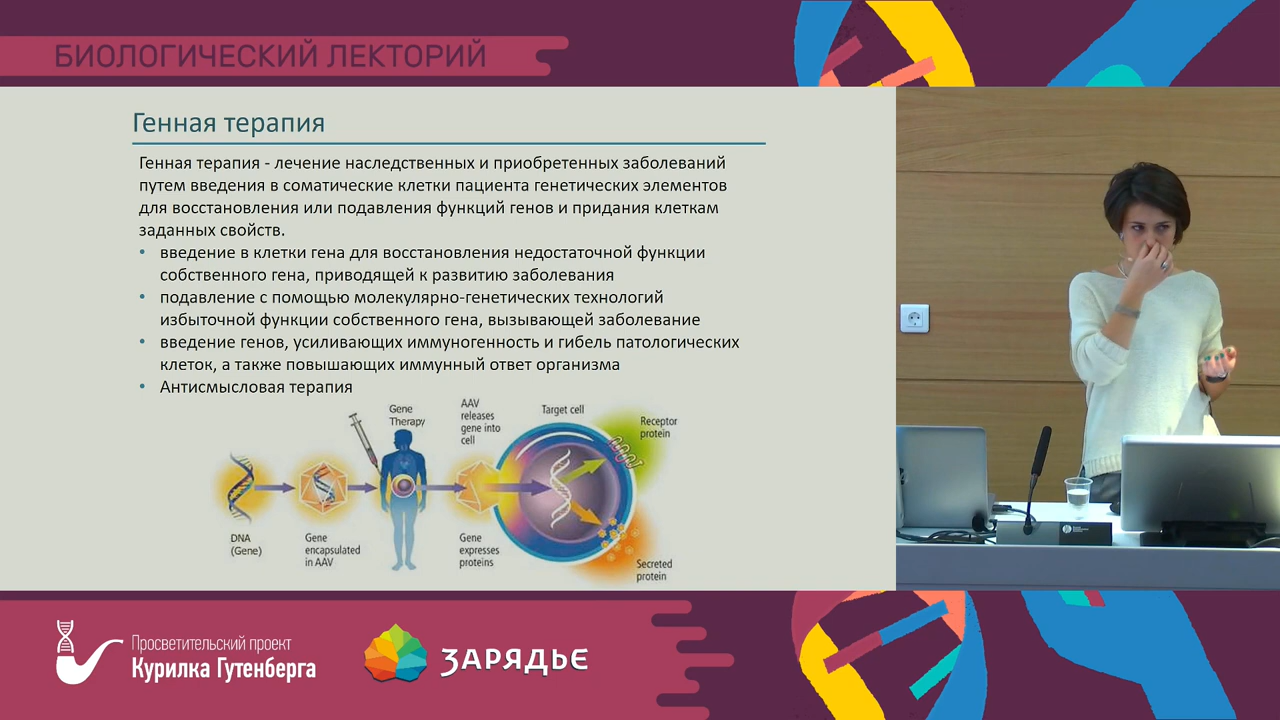 БИОЛОГИЧЕСКИЙ ЛЕКТОРИЙ
Генная терапия
Генная терапия - лечение наследственных и приобретенных заболеваний
путем введения в соматические клетки пациента генетических элементов
для восстановления или подавления функций генов и придания клеткам
заданных свойств.
• введение в клетки гена для восстановления недостаточной функции
собственного гена, приводящей к развитию заболевания
• подавление с помощью молекулярно-генетических технологий
избыточной функции собственного гена, вызывающей заболевание
• введение генов, усиливающих иммуногенность и гибель патологических
клеток, а также повышающих иммунный ответ организма
• Антисмысловая терапия
Gene
Therapy
AAV
releases
gene into
cell
Target cell
Receptor
protein
DNA
(Gene)
Gene
encapsulated
in AAV
Gene
expresses
proteins
Secreted
protein
Просветительский проект
Курилка Гутенберга
ЗАРЯДЬЕ